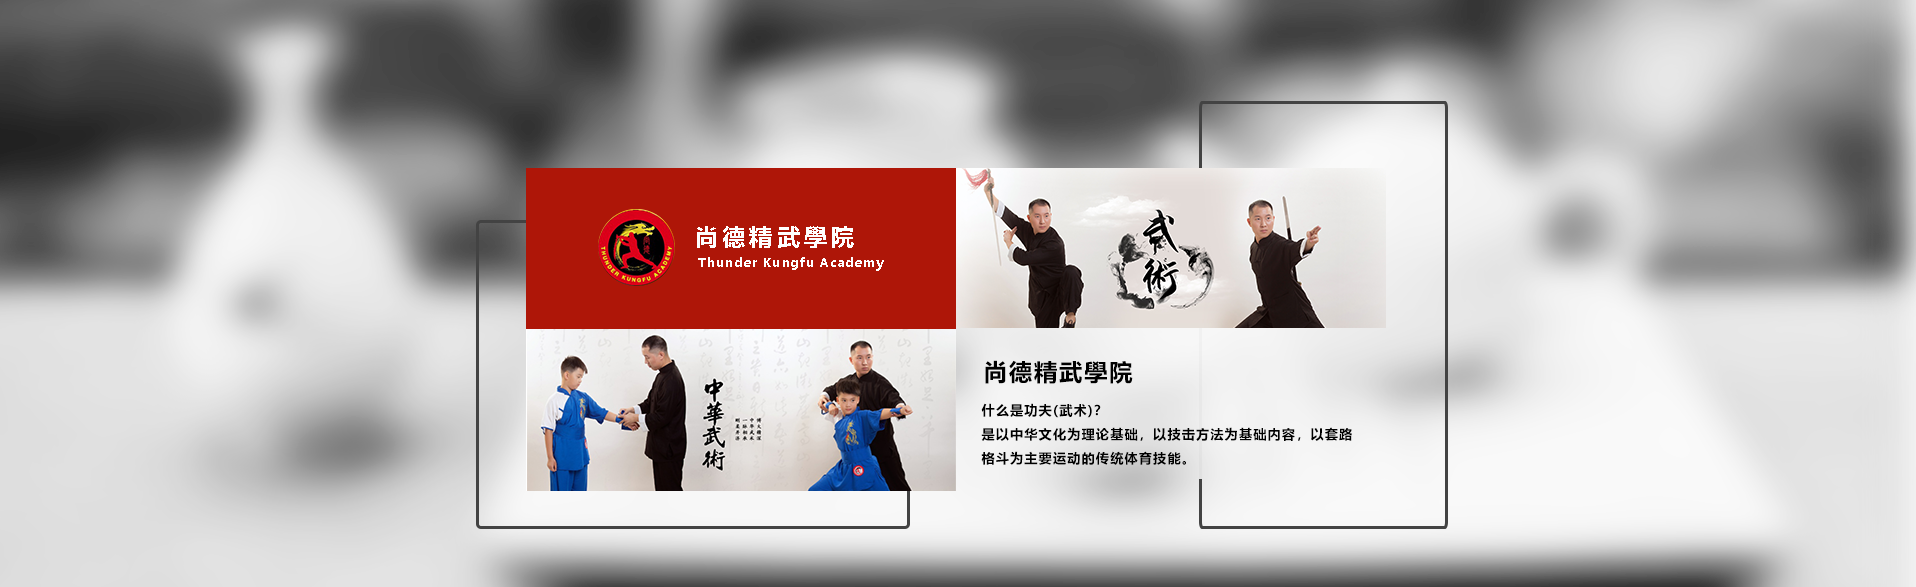 尚德精武學院
Thunder Kungfu Academy
THUNDER KUNGFU ACADEMY
武術
中華武術
尚德精武學院
什么是功夫(武术)?
是以中华文化为理论基础，以技击方法为基础内容，以套路
格斗为主要运动的传统体育技能。